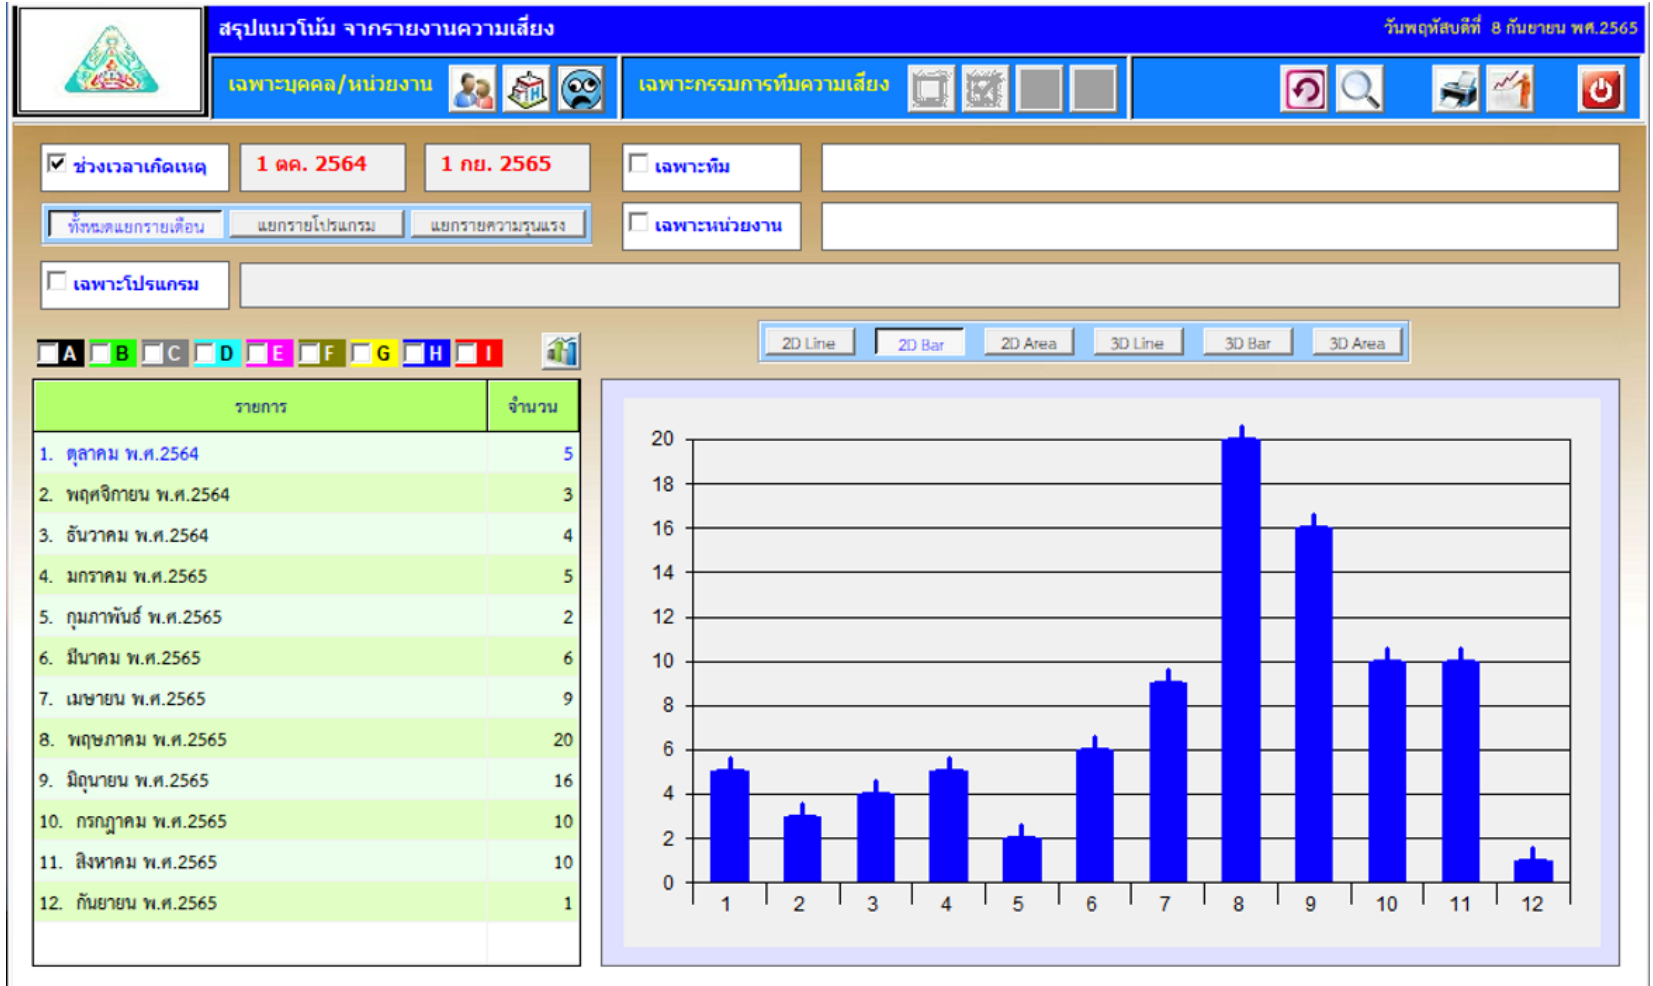 สรุปแนวโน้ม จากรายงานความเสี่ยง
วันพฤหัสบดีที่ 8 กันยายน พศ.2565
เฉพาะบุคคล/หน่วยงาน
เฉพาะกรรมการทีมความเสี่ยง
ช่วงเวลาเกิดเหตุ 1 ตค. 2564 1 กย. 2565
เฉพาะทีม
ทั้งหมดแยกรายเดือน แยกรายโปรแกรม แยกรายความรุนแรง
เฉพาะหน่วยงาน
เฉพาะโปรแกรม
A B C D E F G H I
2D Line 2D Bar 2D Area 3D Line 3D Bar 3D Area
รายการ จำนวน
1. ตุลาคม พ.ศ.2564 5
2. พฤศจิกายน พ.ศ.2564 3
3. ธันวาคม พ.ศ.2564 4
4. มกราคม พ.ศ.2565 5
5. กุมภาพันธ์ พ.ศ.2565 2
6. มีนาคม พ.ศ.2565 6
7. เมษายน พ.ศ.2565 9
8. พฤษภาคม พ.ศ.2565 20
9. มิถุนายน พ.ศ.2565 16
10. กรกฎาคม พ.ศ.2565 10
11. สิงหาคม พ.ศ.2565 10
12. กันยายน พ.ศ.2565 1
20
18
16
14
12
10
8
6
4
2
0
1 2 3 4 5 6 7 8 9 10 11 12